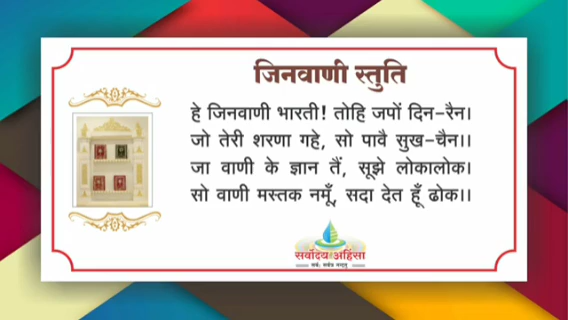 जिनवाणी स्तुति
हे जिनवाणी भारती! तोहि जपों दिन-रैन।
जो तेरी शरणा गहे, सो पावै सुख-चैन।।
जा वाणी के ज्ञान तैं, सूझे लोकालोक।
सो वाणी मस्तक नमूँ, सदा देत हूँ ढोक।।
सर्वोदय अहिंसा